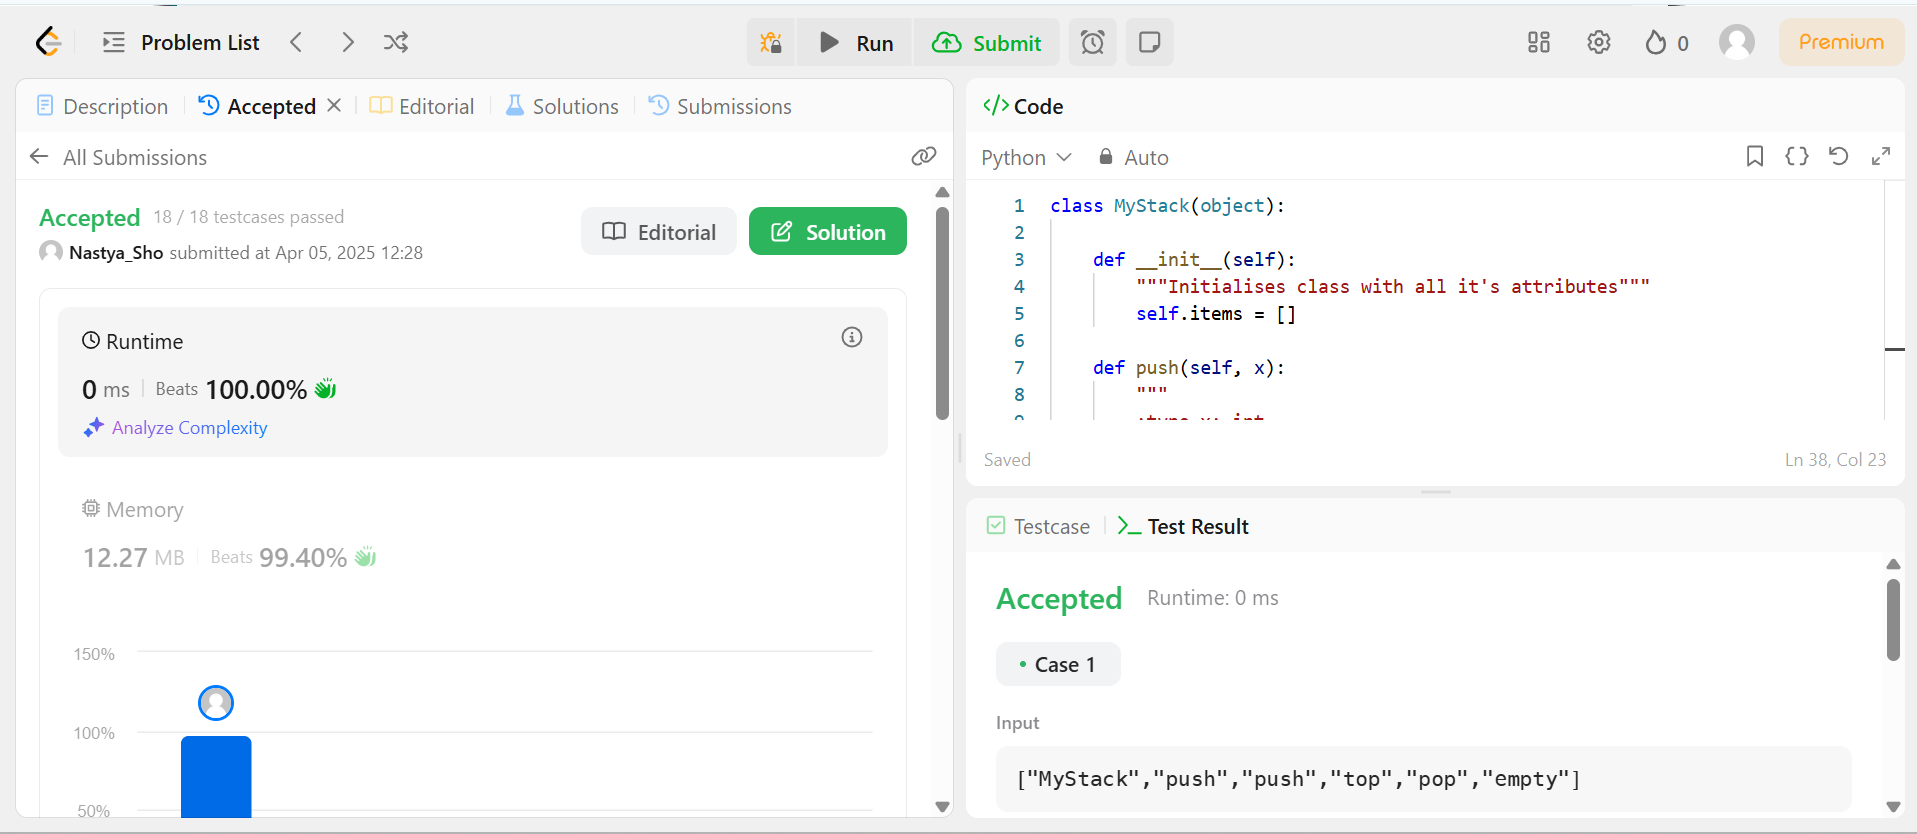 Problem List
Run
Submit
0
Premium
Description
Accepted
Editorial
Solutions
Submissions
All Submissions
Accepted 18 / 18 testcases passed
Nastya_Sho submitted at Apr 05, 2025 12:28
Editorial
Solution
Runtime
0 ms Beats 100.00%
Analyze Complexity
Memory
12.27 MB Beats 99.40%
150%
100%
50%
</> Code
Python
Auto
1 class MyStack(object):
2
3 def __init__(self):
4 """Initialises class with all it's attributes"""
5 self.items = []
6
7 def push(self, x):
8 """
9 :type x: int
Saved
Ln 38, Col 23
Testcase
Test Result
Accepted Runtime: 0 ms
Case 1
Input
["MyStack","push","push","top","pop","empty"]